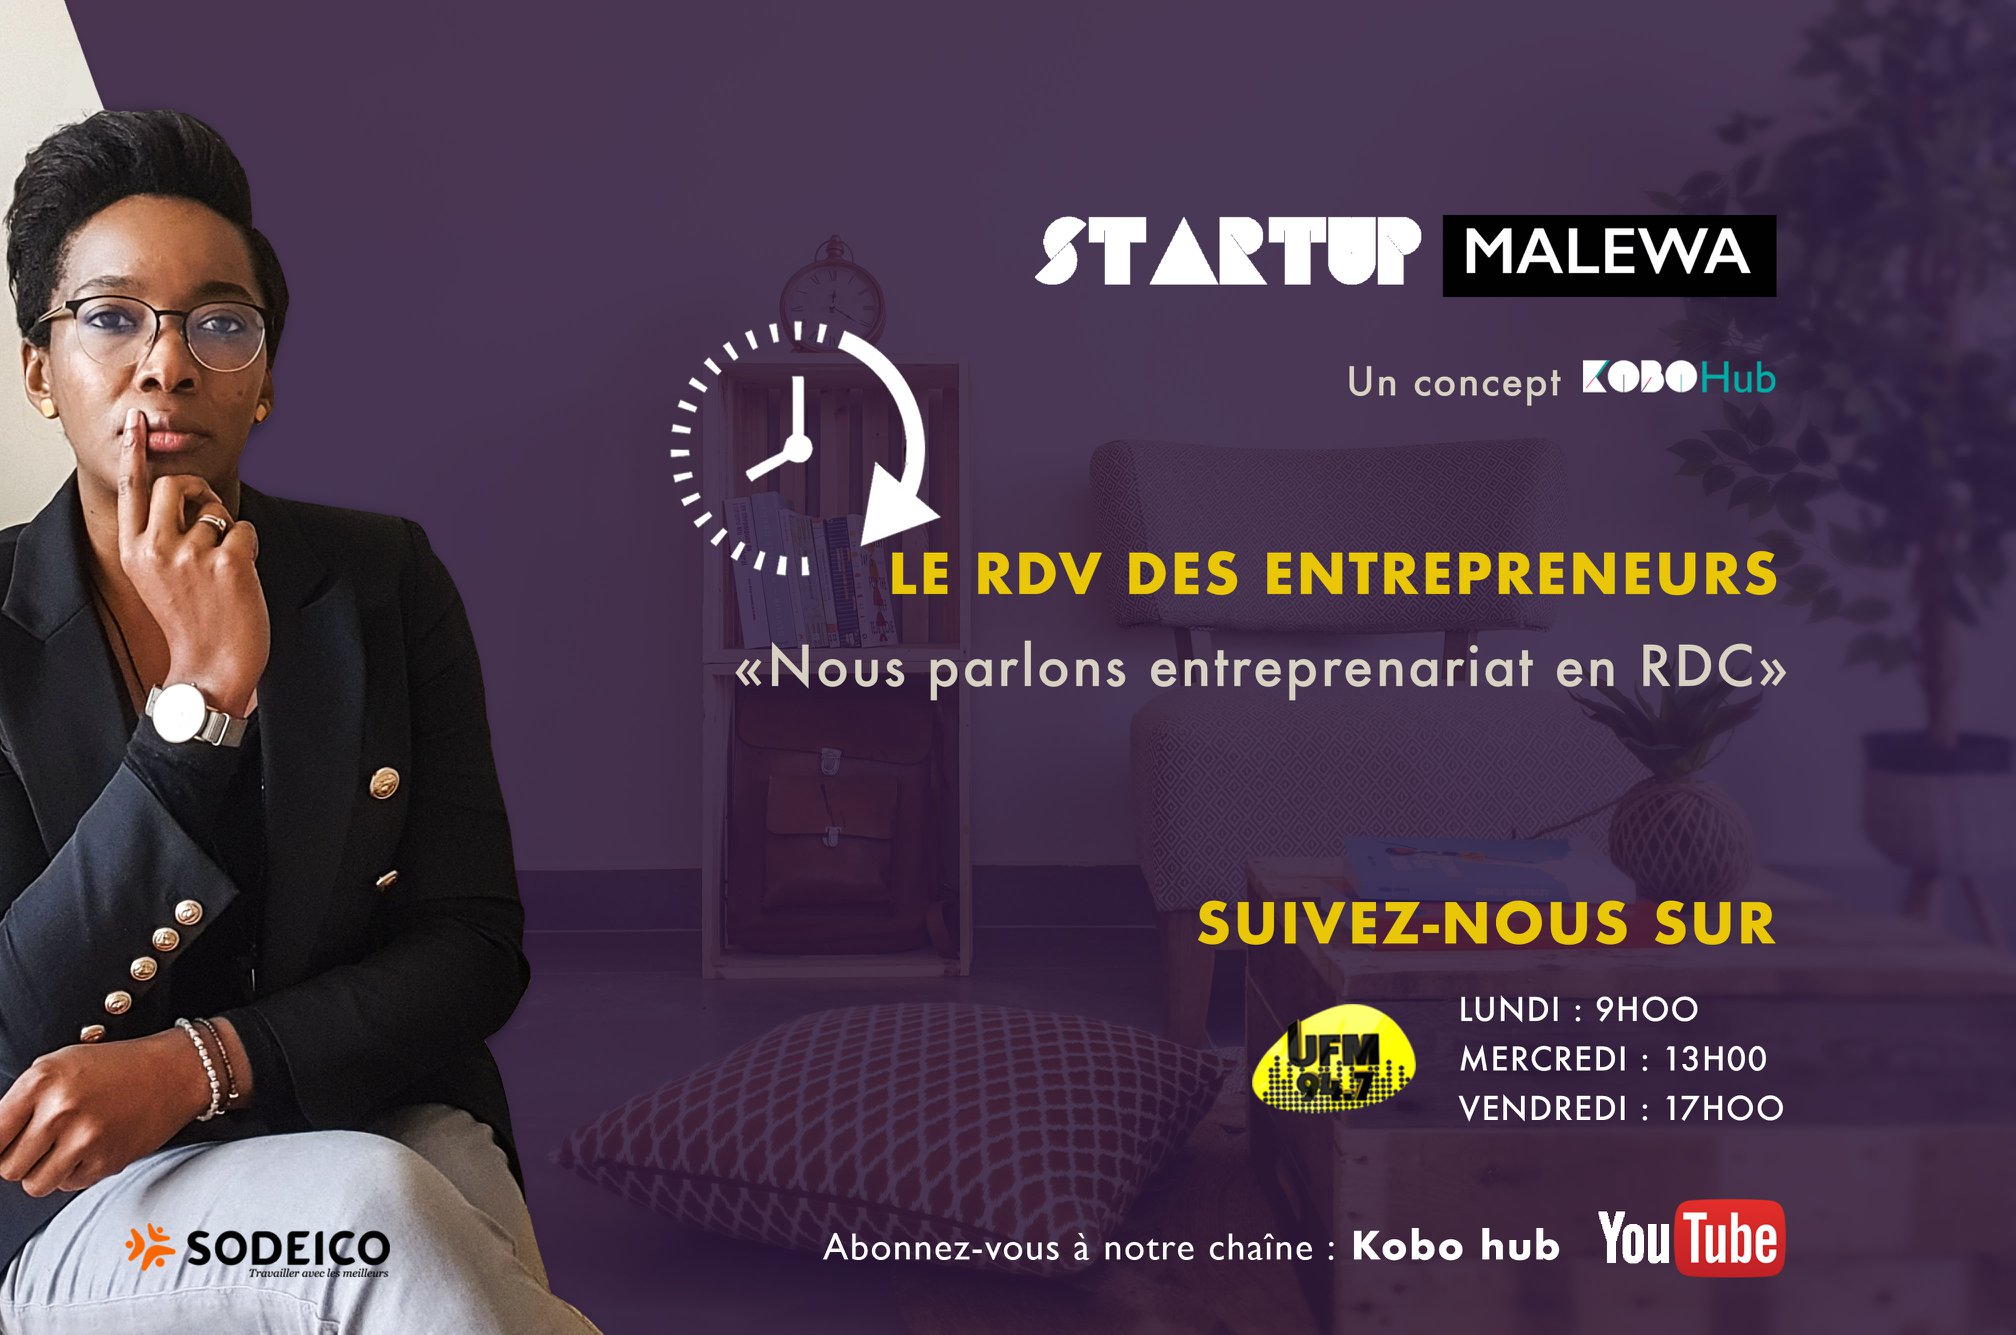 STARTUP MALEWA
Un concept KOBO Hub
LE RDV DES ENTREPRENEURS
«Nous parlons entreprenariat en RDC»
SUIVEZ-NOUS SUR
UFM
94.7
LUNDI : 9HOO
MERCREDI : 13H00
VENDREDI : 17HOO
Abonnez-vous à notre chaîne : Kobo hub YouTube
SODEICO
Travailler avec les meilleurs